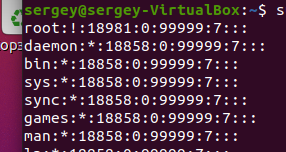 sergey@sergey-VirtualBox:~$ s
root:!:18981:0:99999:7:::
daemon:*:18858:0:99999:7:::
bin:*:18858:0:99999:7:::
sys:*:18858:0:99999:7:::
sync:*:18858:0:99999:7:::
games:*:18858:0:99999:7:::
man:*:18858:0:99999:7:::